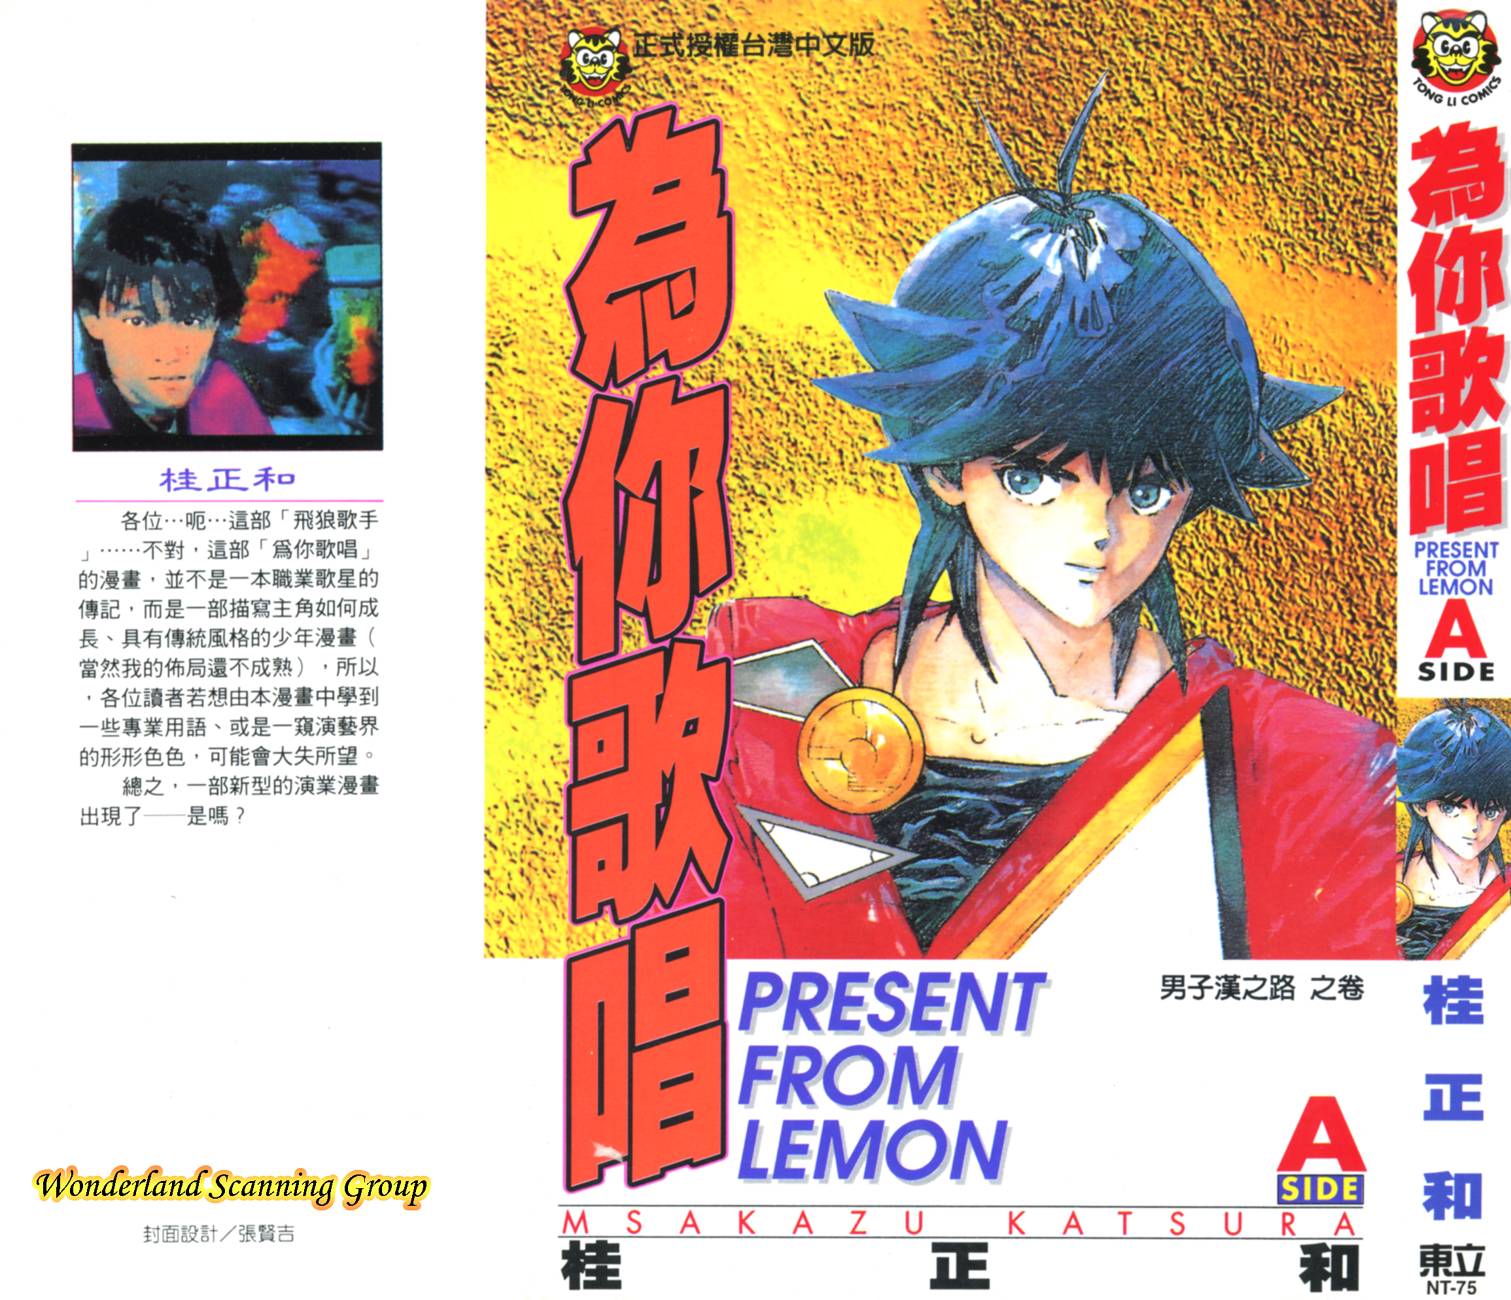 桂正和
各位…呃…這部「飛狼歌手
」……不對，這部「為你歌唱」
的漫畫，並不是一本職業歌星的
傳記，而是一部描寫主角如何成
長、具有傳統風格的少年漫畫（
當然我的佈局還不成熟），所以
，各位讀者若想由本漫畫中學到
一些專業用語、或是一窺演藝界
的形形色色，可能會大失所望。
總之，一部新型的演業漫畫
出現了──是嗎？
Wonderland Scanning Group
封面設計／張賢吉
TONG LI COMICS
正式授權台灣中文版
為你歌唱
PRESENT
FROM
LEMON
男子漢之路 之卷
A
SIDE
MSAKAZU KATSURA
桂正和
TONG LI COMICS
為你歌唱
PRESENT
FROM
LEMON
A
SIDE
桂正和
東立
NT-75